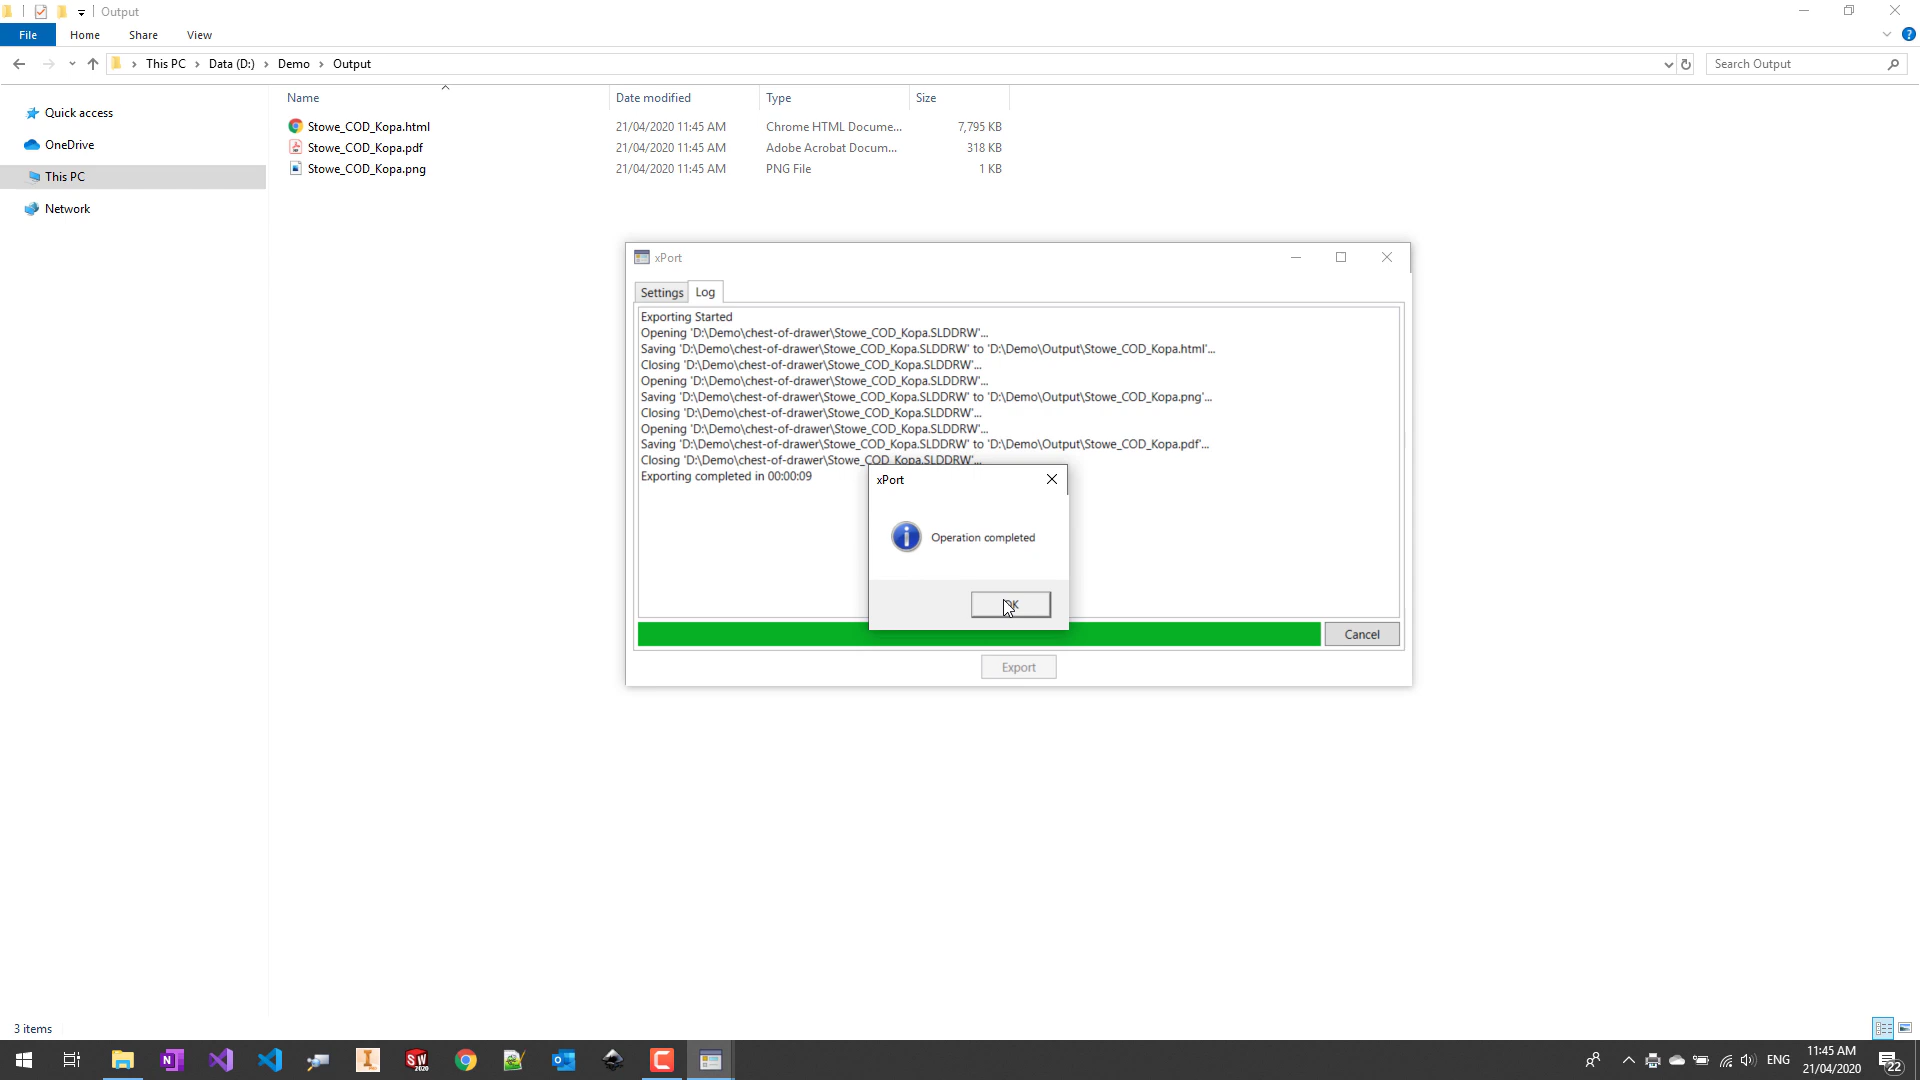 Output
File Home Share View
This PC Data (D:) Demo Output
Search Output
Name Date modified Type Size
Quick access
OneDrive
This PC
Network
Stowe_COD_Kopa.html 21/04/2020 11:45 AM Chrome HTML Docume... 7,795 KB
Stowe_COD_Kopa.pdf 21/04/2020 11:45 AM Adobe Acrobat Docum... 318 KB
Stowe_COD_Kopa.png 21/04/2020 11:45 AM PNG File 1 KB
xPort
Settings Log
Exporting Started
Opening 'D:\Demo\chest-of-drawer\Stowe_COD_Kopa.SLDDRW'...
Saving 'D:\Demo\chest-of-drawer\Stowe_COD_Kopa.SLDDRW' to 'D:\Demo\Output\Stowe_COD_Kopa.html'...
Closing 'D:\Demo\chest-of-drawer\Stowe_COD_Kopa.SLDDRW'...
Opening 'D:\Demo\chest-of-drawer\Stowe_COD_Kopa.SLDDRW'...
Saving 'D:\Demo\chest-of-drawer\Stowe_COD_Kopa.SLDDRW' to 'D:\Demo\Output\Stowe_COD_Kopa.png'...
Closing 'D:\Demo\chest-of-drawer\Stowe_COD_Kopa.SLDDRW'...
Opening 'D:\Demo\chest-of-drawer\Stowe_COD_Kopa.SLDDRW'...
Saving 'D:\Demo\chest-of-drawer\Stowe_COD_Kopa.SLDDRW' to 'D:\Demo\Output\Stowe_COD_Kopa.pdf'...
Closing 'D:\Demo\chest-of-drawer\Stowe_COD_Kopa.SLDDRW'...
Exporting completed in 00:00:09
xPort
Operation completed
OK
Cancel
Export
3 items
SW
2020
ENG
11:45 AM
21/04/2020
22